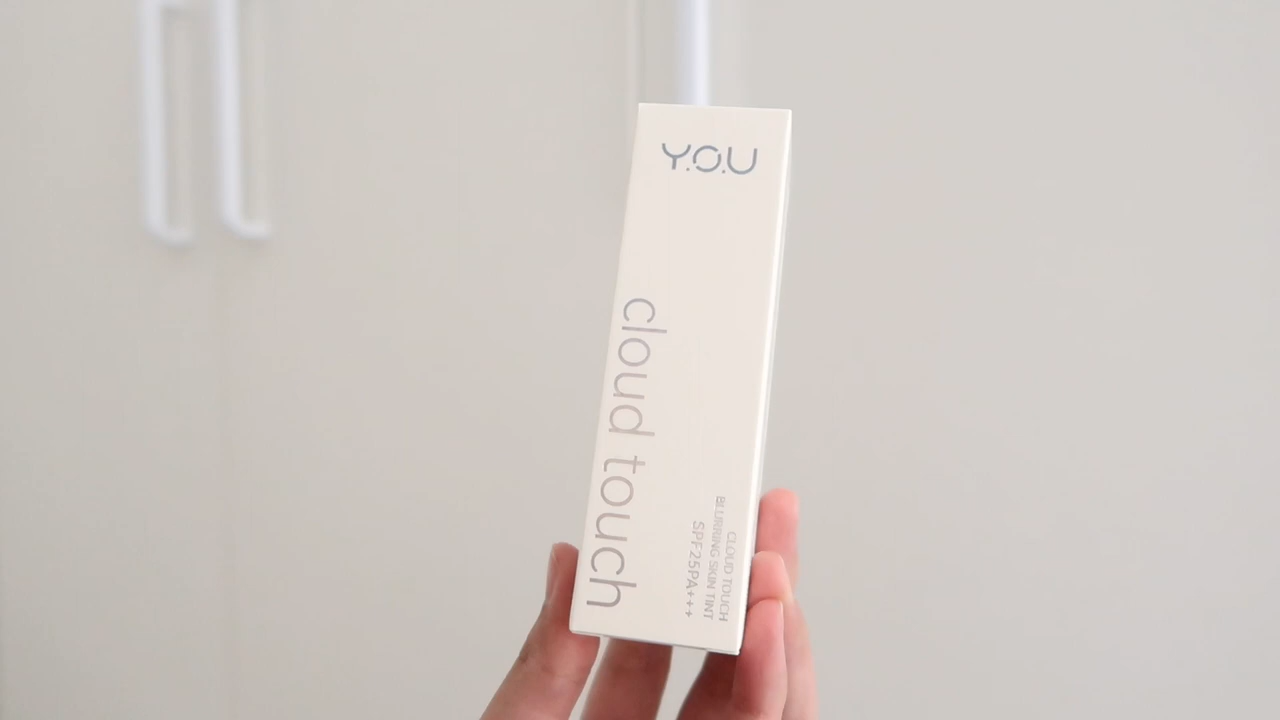 Y.O.U
cloud touch
CLOUD TOUCH
BLURRING SKIN TINT
SPF25PA+++